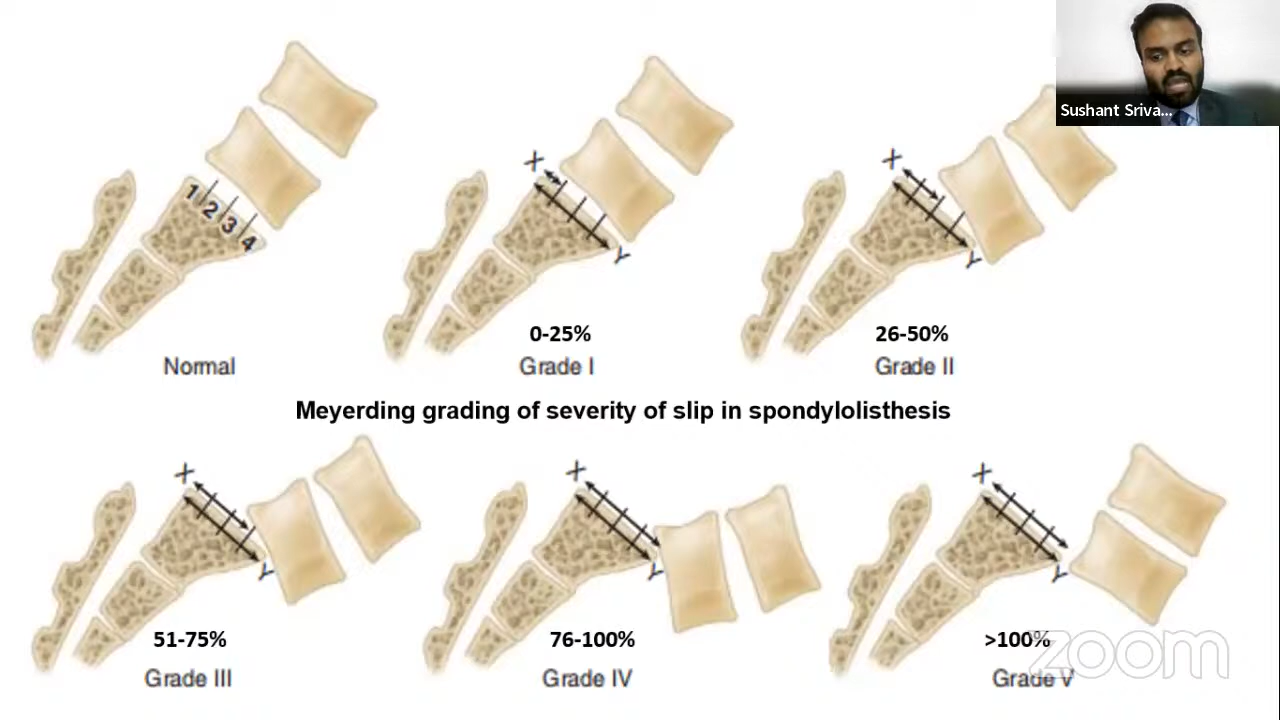 Sushant Sriva...
1
2
3
4
X
Y
X
Y
0-25%
26-50%
Normal
Grade I
Grade II
Meyerding grading of severity of slip in spondylolisthesis
X
Y
X
Y
X
Y
51-75%
76-100%
>100%
Grade III
Grade IV
Grade V
zoom